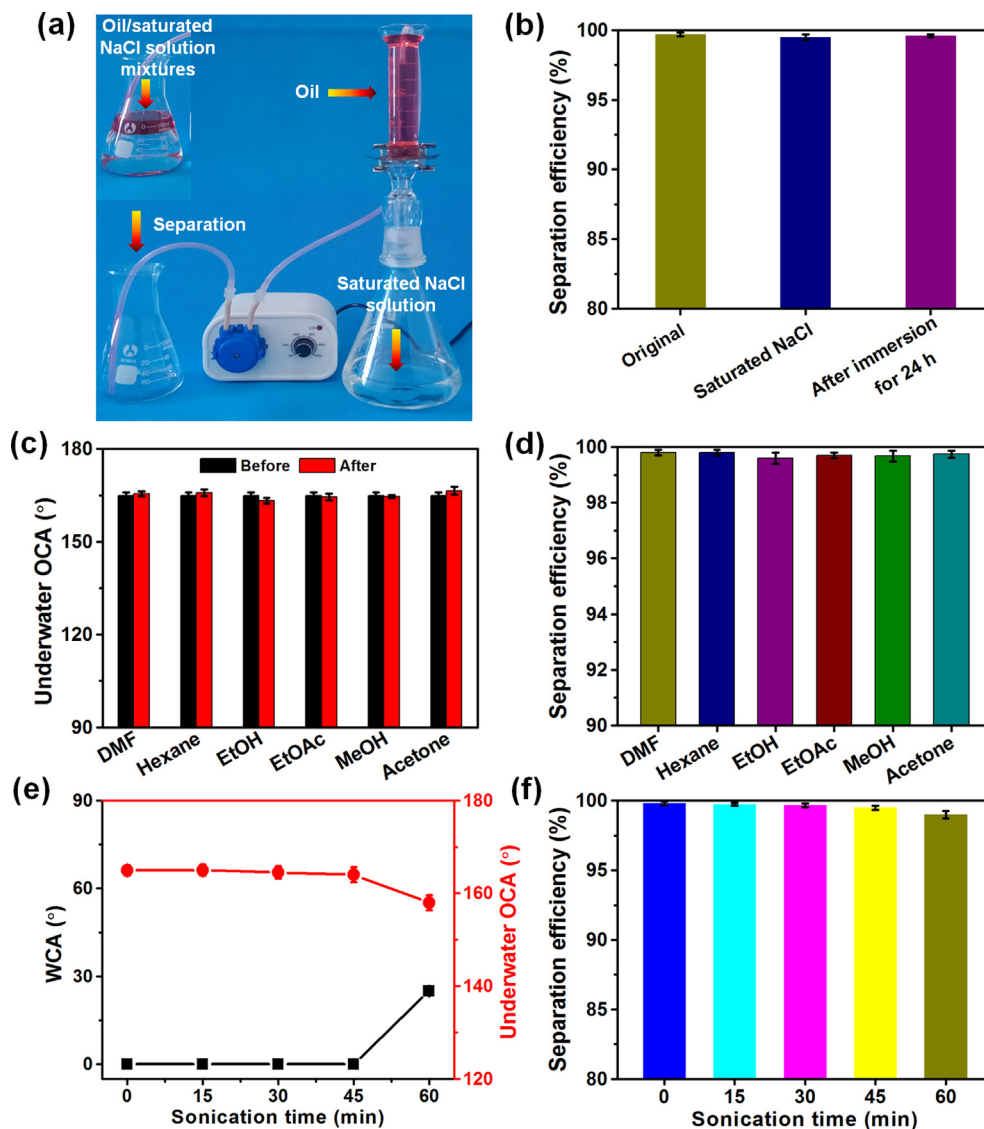 (a)
Oil/saturated
NaCl solution
mixtures
Oil
Separation
Saturated NaCl
solution
(b)
Separation efficiency (%)
100
95
90
85
80
Original
Saturated NaCl
After immersion
for 24 h
(c)
Underwater OCA (°)
180
150
120
90
Before
After
DMF
Hexane
EtOH
EtOAc
MeOH
Acetone
(d)
Separation efficiency (%)
100
98
96
94
92
90
DMF
Hexane
EtOH
EtOAc
MeOH
Acetone
(e)
WCA (°)
90
60
30
0
Underwater OCA (°)
180
160
140
120
0 15 30 45 60
Sonication time (min)
(f)
Separation efficiency (%)
100
95
90
85
80
0 15 30 45 60
Sonication time (min)